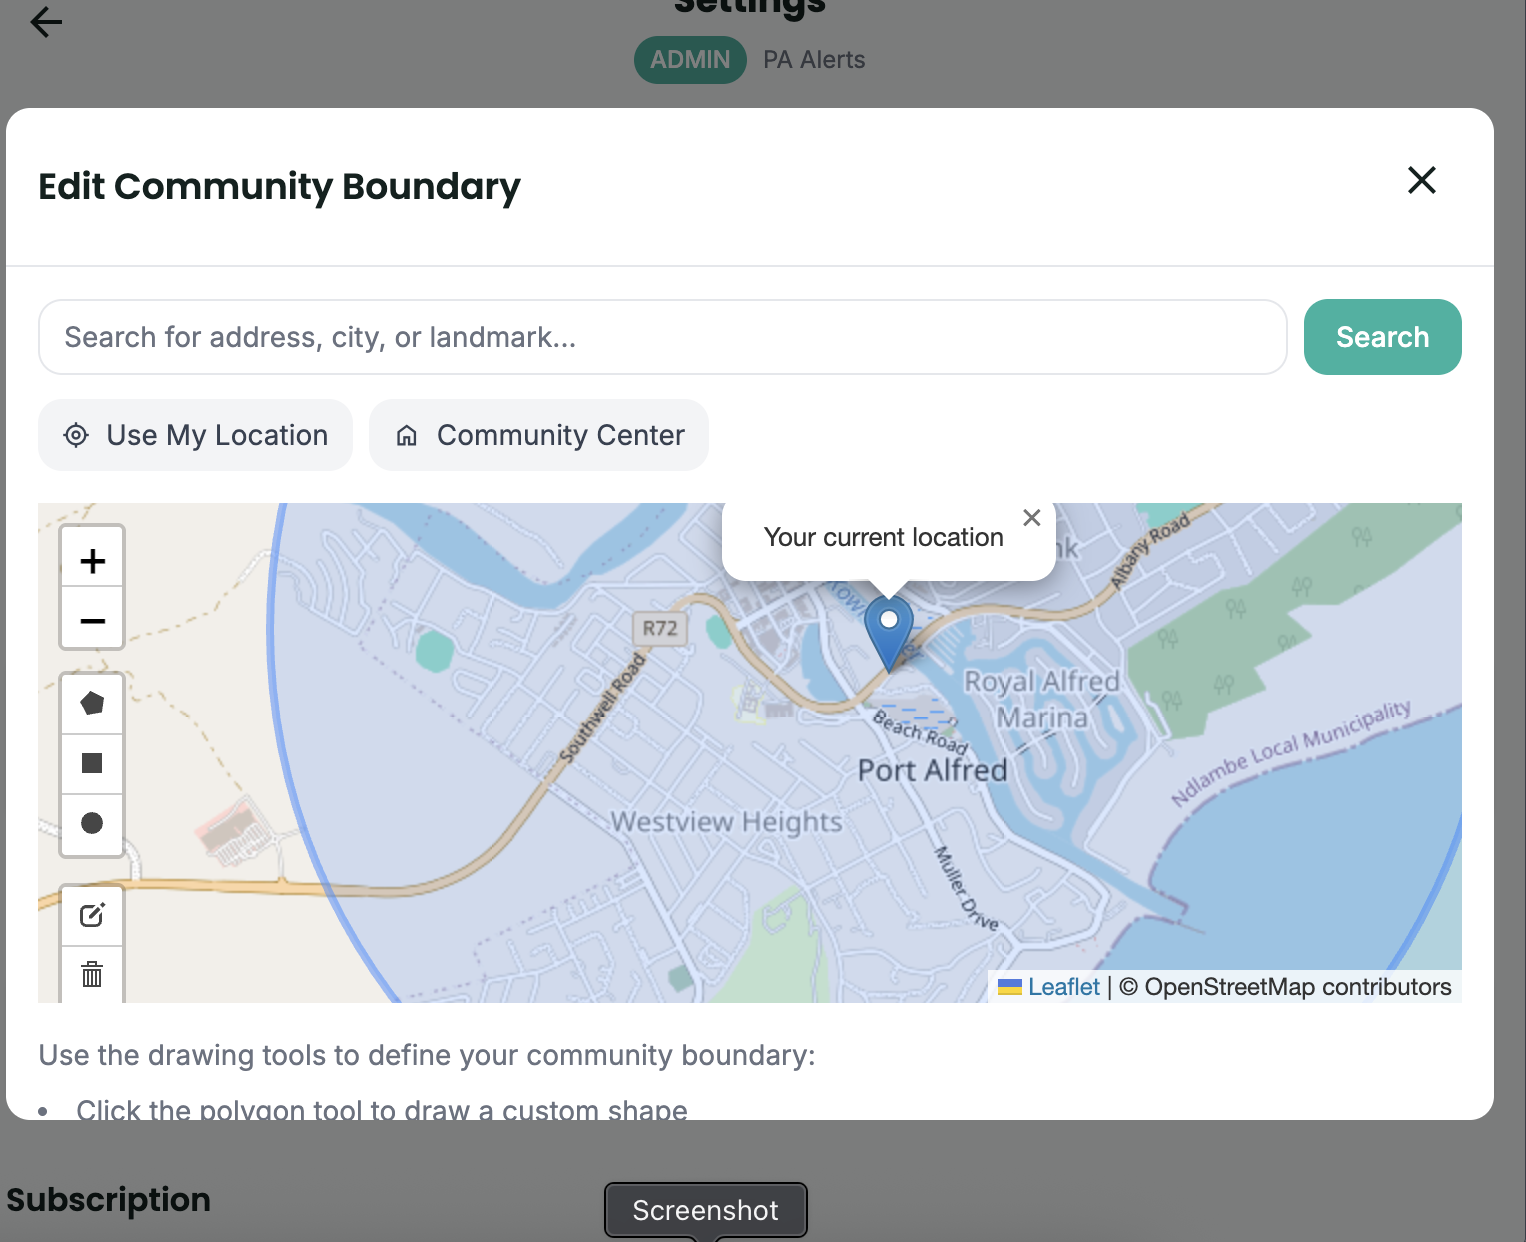 Settings
ADMIN PA Alerts
Edit Community Boundary
Search for address, city, or landmark...
Search
Use My Location
Community Center
Your current location
nk
Albany Road
R72
Southwell Road
Royal Alfred
Marina
Beach Road
Port Alfred
Ndlambe Local Municipality
Westview Heights
Muller Drive
Leaflet | © OpenStreetMap contributors
Use the drawing tools to define your community boundary:
• Click the polygon tool to draw a custom shape
Subscription
Screenshot